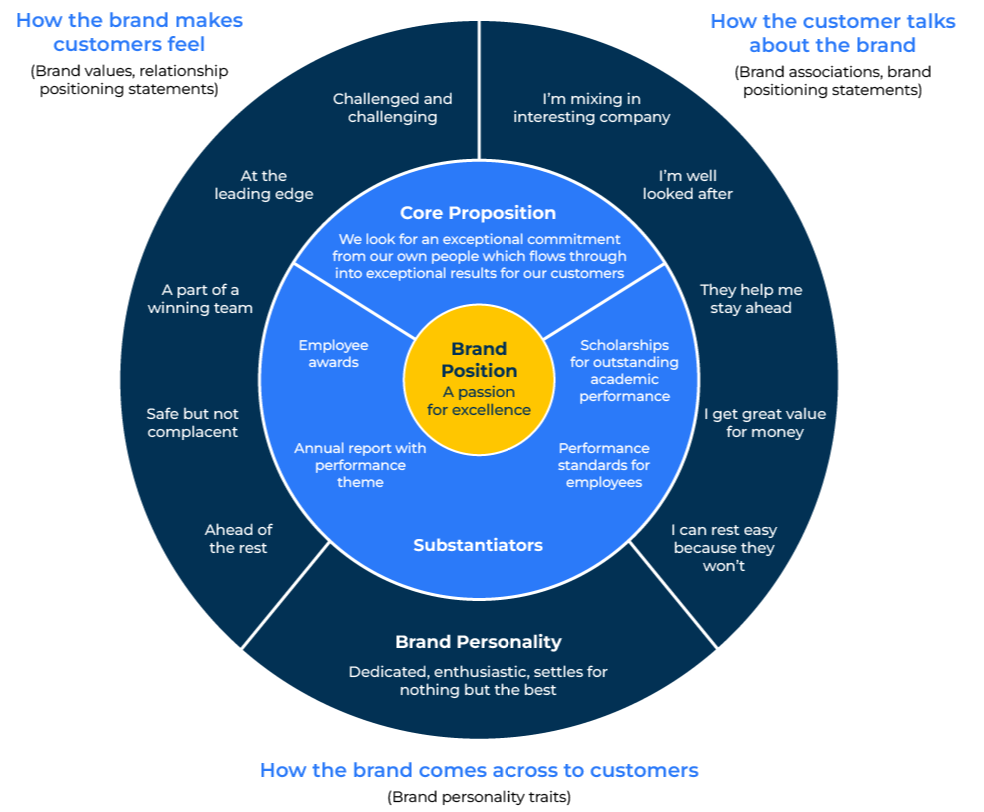 How the brand makes
customers feel
(Brand values, relationship
positioning statements)
How the customer talks
about the brand
(Brand associations, brand
positioning statements)
Challenged and
challenging
At the
leading edge
A part of a
winning team
Safe but not
complacent
Ahead of
the rest
I'm mixing in
interesting company
I'm well
looked after
They help me
stay ahead
I get great value
for money
I can rest easy
because they
won't
Core Proposition
We look for an exceptional commitment
from our own people which flows through
into exceptional results for our customers
Brand
Position
A passion
for excellence
Employee
awards
Annual report with
performance
theme
Scholarships
for outstanding
academic
performance
Performance
standards for
employees
Substantiators
Brand Personality
Dedicated, enthusiastic, settles for
nothing but the best
How the brand comes across to customers
(Brand personality traits)